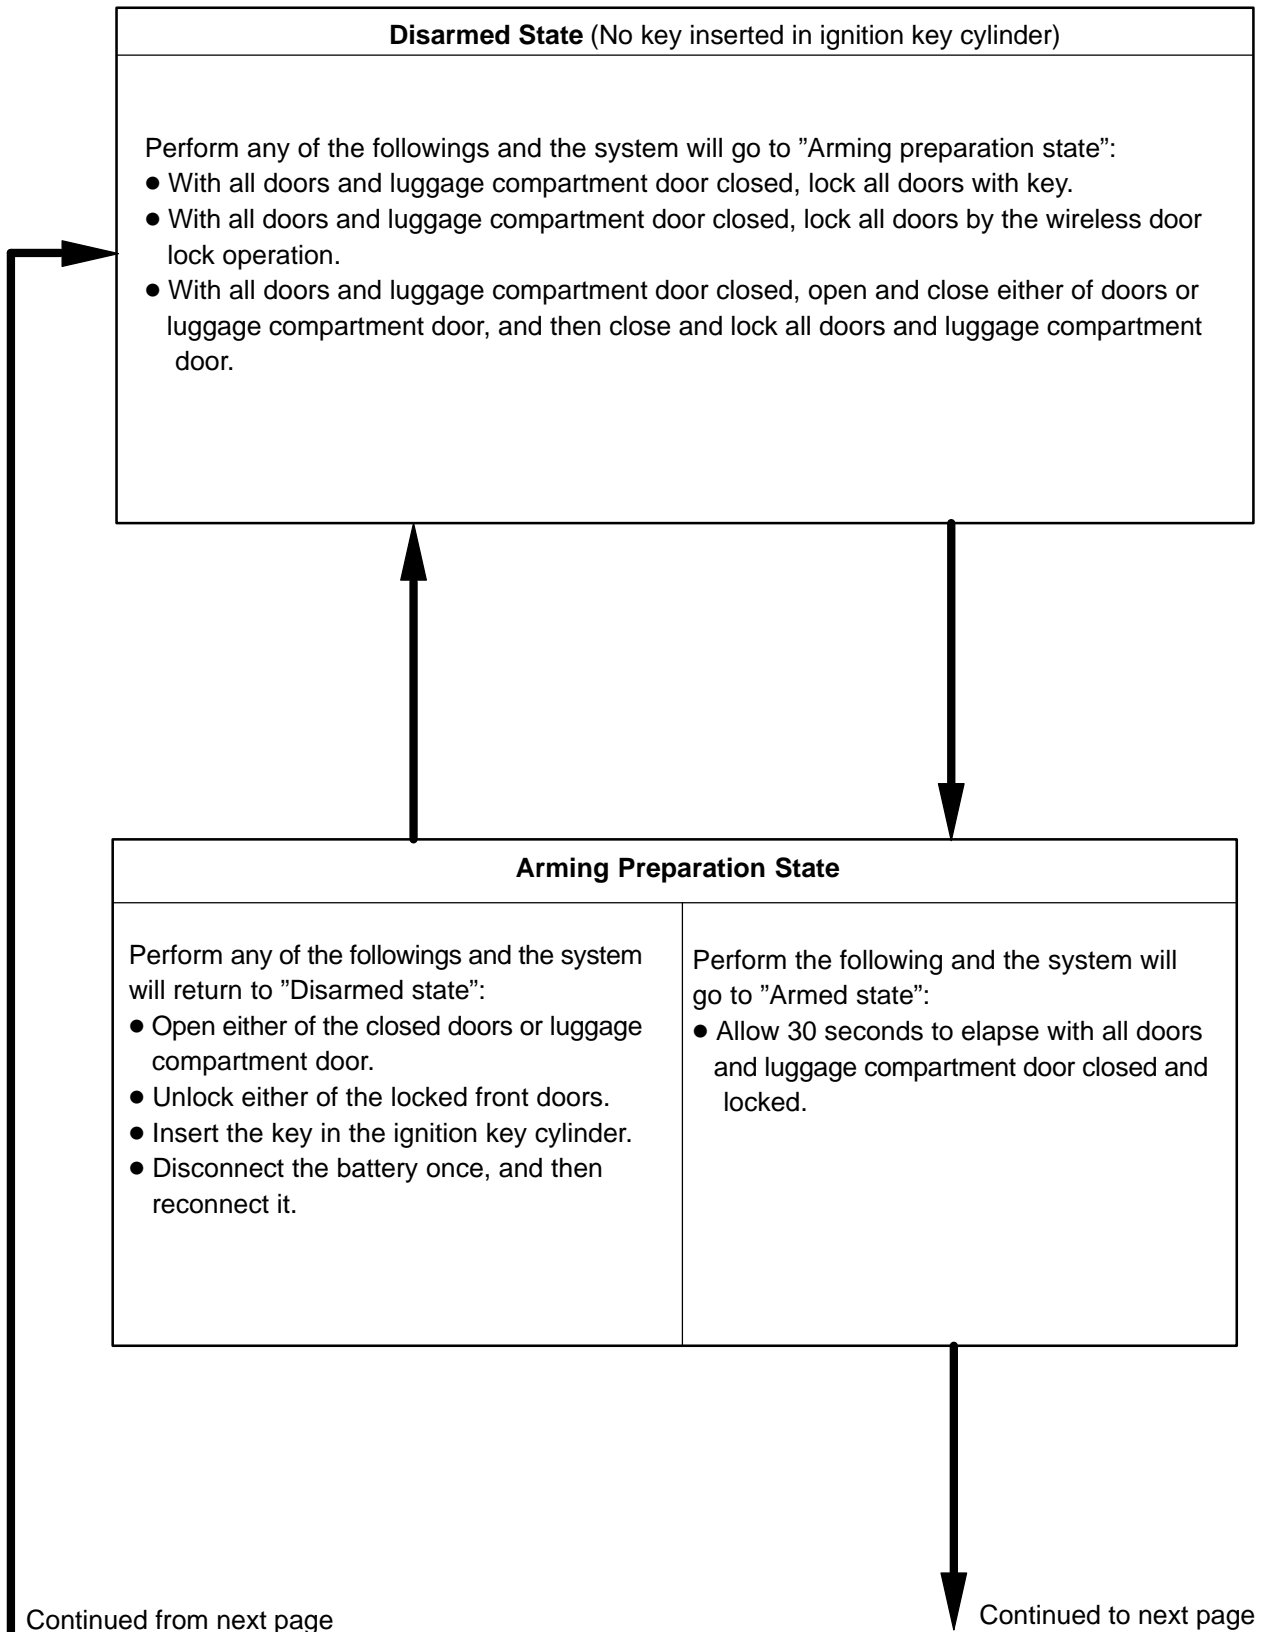 Disarmed State (No key inserted in ignition key cylinder)
Perform any of the followings and the system will go to ”Arming preparation state”:
● With all doors and luggage compartment door closed, lock all doors with key.
● With all doors and luggage compartment door closed, lock all doors by the wireless door
lock operation.
● With all doors and luggage compartment door closed, open and close either of doors or
luggage compartment door, and then close and lock all doors and luggage compartment
door.
Arming Preparation State
Perform any of the followings and the system
will return to ”Disarmed state”:
● Open either of the closed doors or luggage
compartment door.
● Unlock either of the locked front doors.
● Insert the key in the ignition key cylinder.
● Disconnect the battery once, and then
reconnect it.
Perform the following and the system will
go to ”Armed state”:
● Allow 30 seconds to elapse with all doors
and luggage compartment door closed and
locked.
Continued from next page
Continued to next page